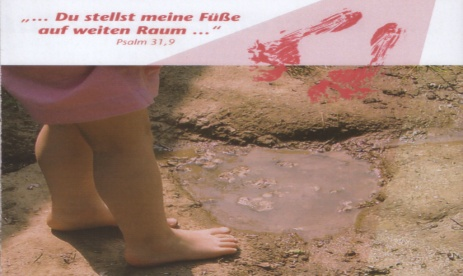 „... Du stellst meine Füße
auf weiten Raum ...“
Psalm 31,9